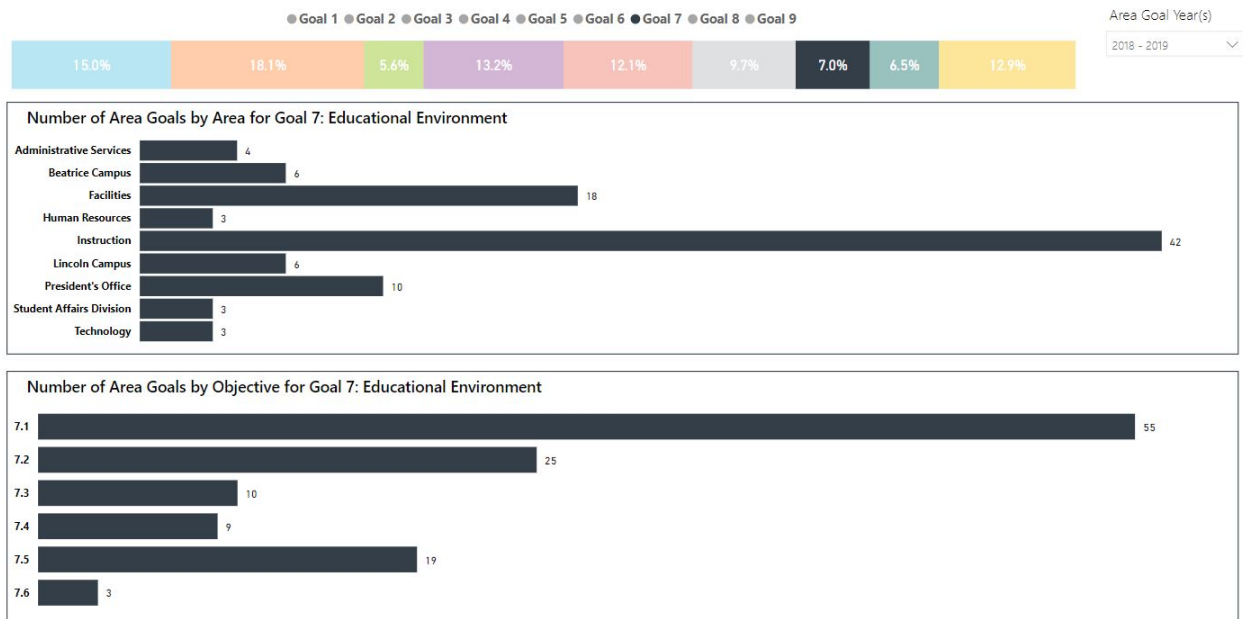 Goal 1 Goal 2 Goal 3 Goal 4 Goal 5 Goal 6 Goal 7 Goal 8 Goal 9
Area Goal Year(s)
2018 - 2019
15.0% 18.1% 5.6% 13.2% 12.1% 9.7% 7.0% 6.5% 12.9%
Number of Area Goals by Area for Goal 7: Educational Environment
Administrative Services 4
Beatrice Campus 6
Facilities 18
Human Resources 3
Instruction 42
Lincoln Campus 6
President's Office 10
Student Affairs Division 3
Technology 3
Number of Area Goals by Objective for Goal 7: Educational Environment
7.1 55
7.2 25
7.3 10
7.4 9
7.5 19
7.6 3